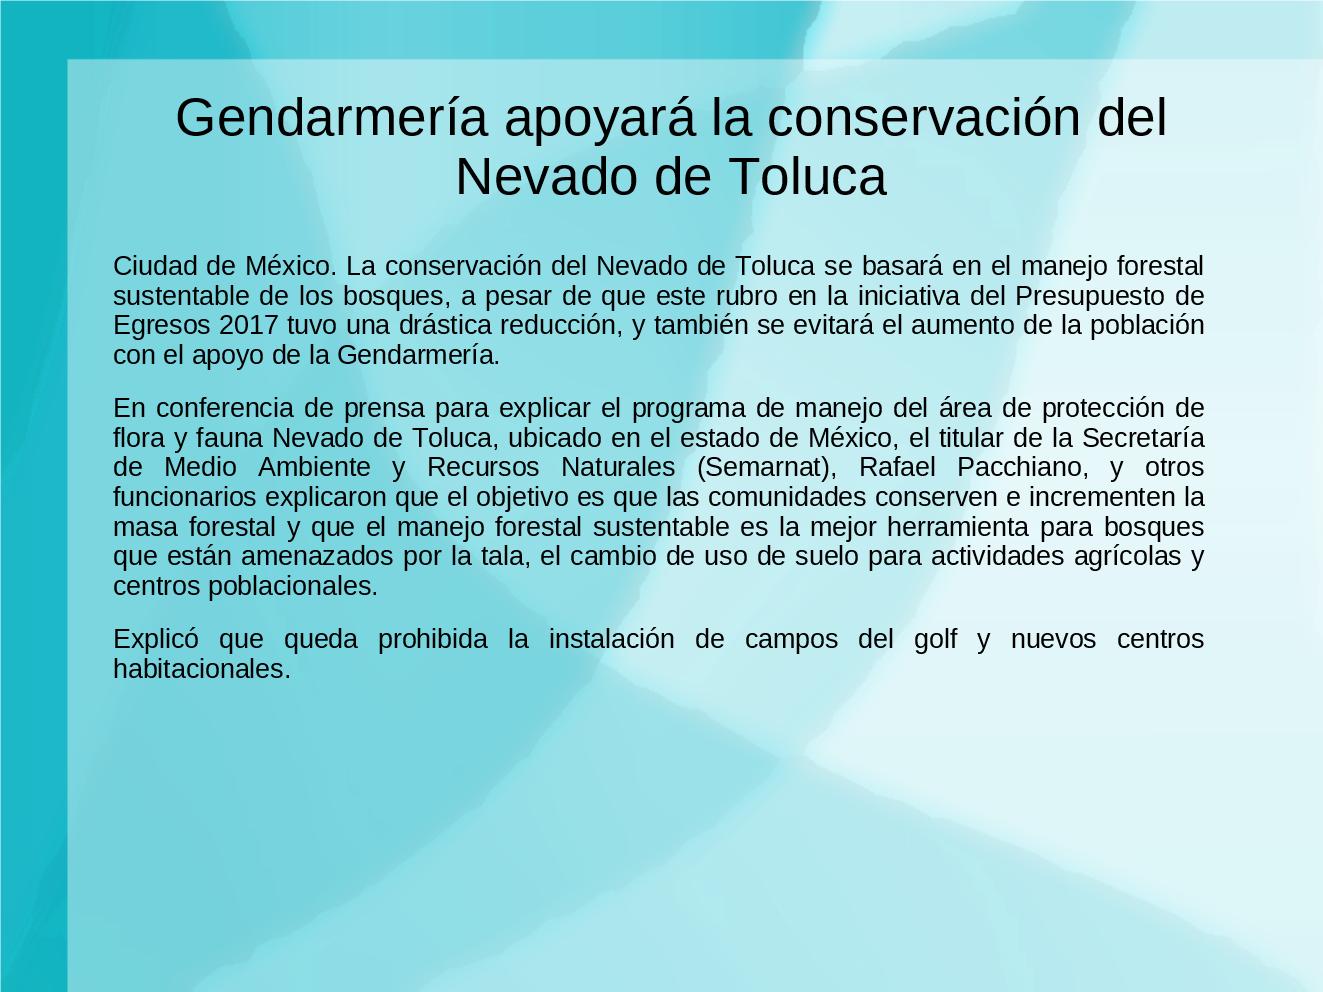 Gendarmería apoyará la conservación del
Nevado de Toluca
Ciudad de México. La conservación del Nevado de Toluca se basará en el manejo forestal
sustentable de los bosques, a pesar de que este rubro en la iniciativa del Presupuesto de
Egresos 2017 tuvo una drástica reducción, y también se evitará el aumento de la población
con el apoyo de la Gendarmería.
En conferencia de prensa para explicar el programa de manejo del área de protección de
flora y fauna Nevado de Toluca, ubicado en el estado de México, el titular de la Secretaría
de Medio Ambiente y Recursos Naturales (Semarnat), Rafael Pacchiano, y otros
funcionarios explicaron que el objetivo es que las comunidades conserven e incrementen la
masa forestal y que el manejo forestal sustentable es la mejor herramienta para bosques
que están amenazados por la tala, el cambio de uso de suelo para actividades agrícolas y
centros poblacionales.
Explicó que queda prohibida la instalación de campos del golf y nuevos centros
habitacionales.